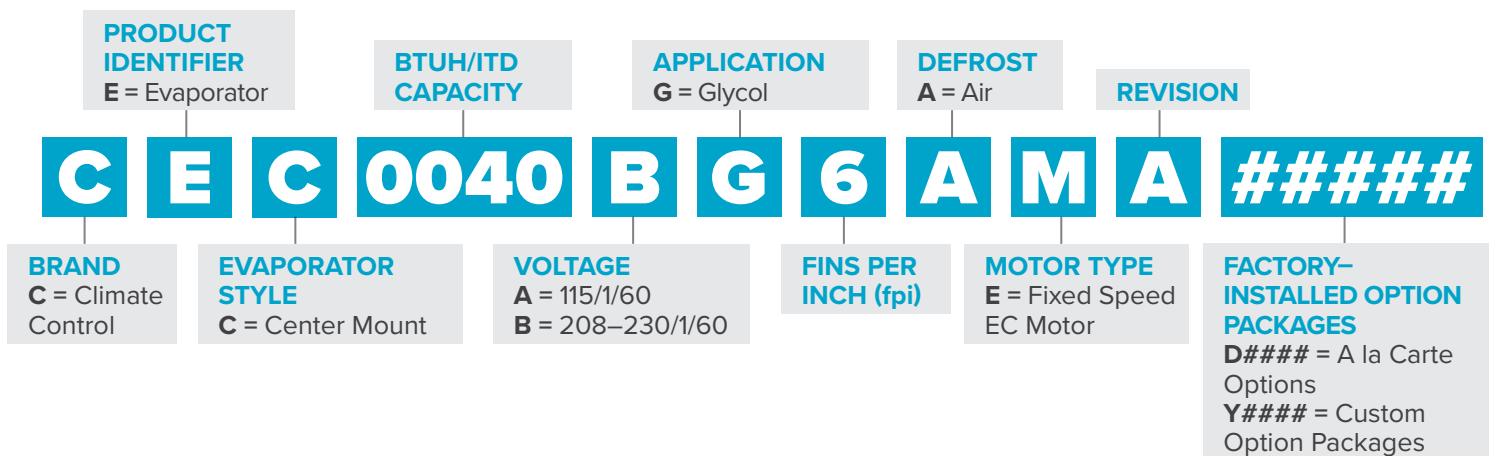 PRODUCT
IDENTIFIER
E = Evaporator
BTUH/ITD
CAPACITY
APPLICATION
G = Glycol
DEFROST
A = Air
REVISION
C E C 0040 B G 6 A M A #####
BRAND
C = Climate
Control
EVAPORATOR
STYLE
C = Center Mount
VOLTAGE
A = 115/1/60
B = 208–230/1/60
FINS PER
INCH (fpi)
MOTOR TYPE
E = Fixed Speed
EC Motor
FACTORY–
INSTALLED OPTION
PACKAGES
D#### = A la Carte
Options
Y#### = Custom
Option Packages